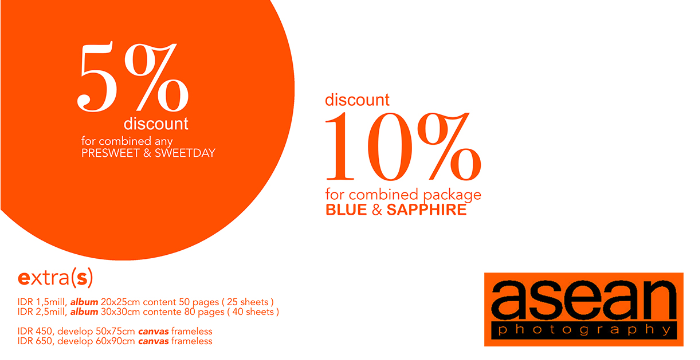 5%
discount
for combined any
PRESWEET & SWEETDAY
discount
10%
for combined package
BLUE & SAPPHIRE
extra(s)
IDR 1,5mill, album 20x25cm content 50 pages ( 25 sheets )
IDR 2,5mill, album 30x30cm contente 80 pages ( 40 sheets )
IDR 450, develop 50x75cm canvas frameless
IDR 650, develop 60x90cm canvas frameless
asean
photography